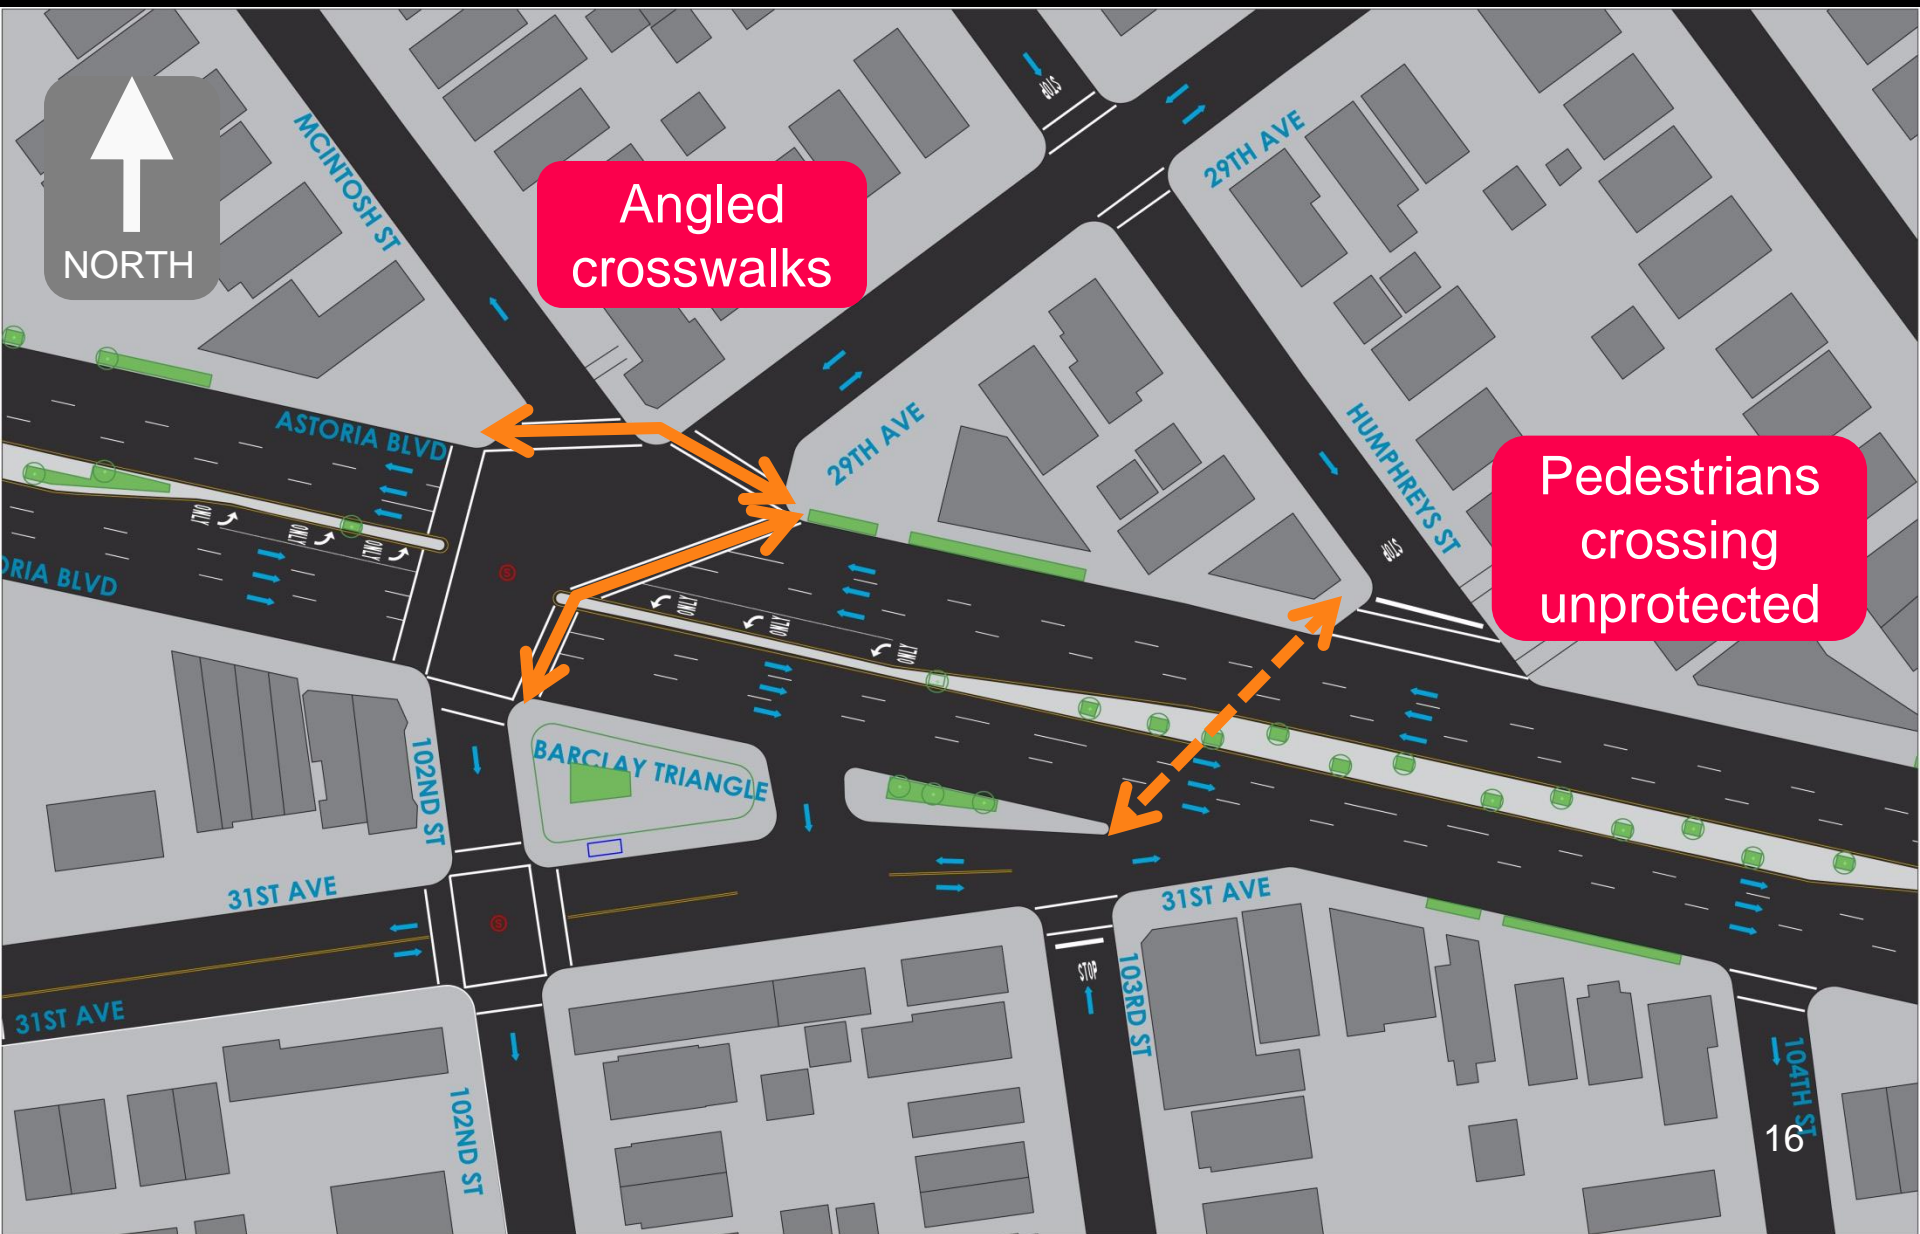 NORTH
MCINTOSH ST
Angled
crosswalks
STOP
29TH AVE
ASTORIA BLVD
29TH AVE
HUMPHREYS ST
STOP
Pedestrians
crossing
unprotected
ONLY
ONLY
ONLY
ORIA BLVD
S
ONLY
ONLY
ONLY
BARCLAY TRIANGLE
102ND ST
31ST AVE
S
31ST AVE
STOP
103RD ST
31ST AVE
102ND ST
104TH ST
16